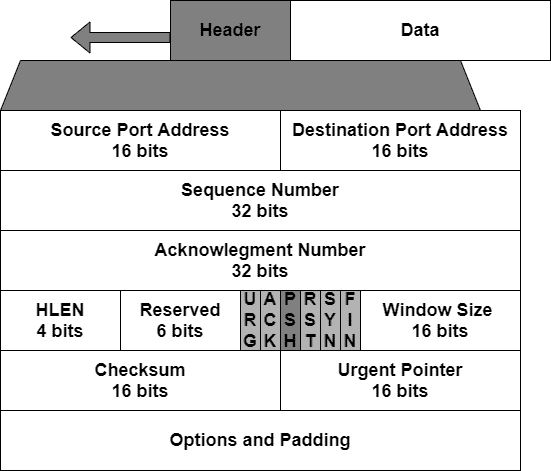 Header
Data
Source Port Address
16 bits
Destination Port Address
16 bits
Sequence Number
32 bits
Acknowlegment Number
32 bits
HLEN
4 bits
Reserved
6 bits
URG
ACK
PSH
RST
SYN
FIN
Window Size
16 bits
Checksum
16 bits
Urgent Pointer
16 bits
Options and Padding